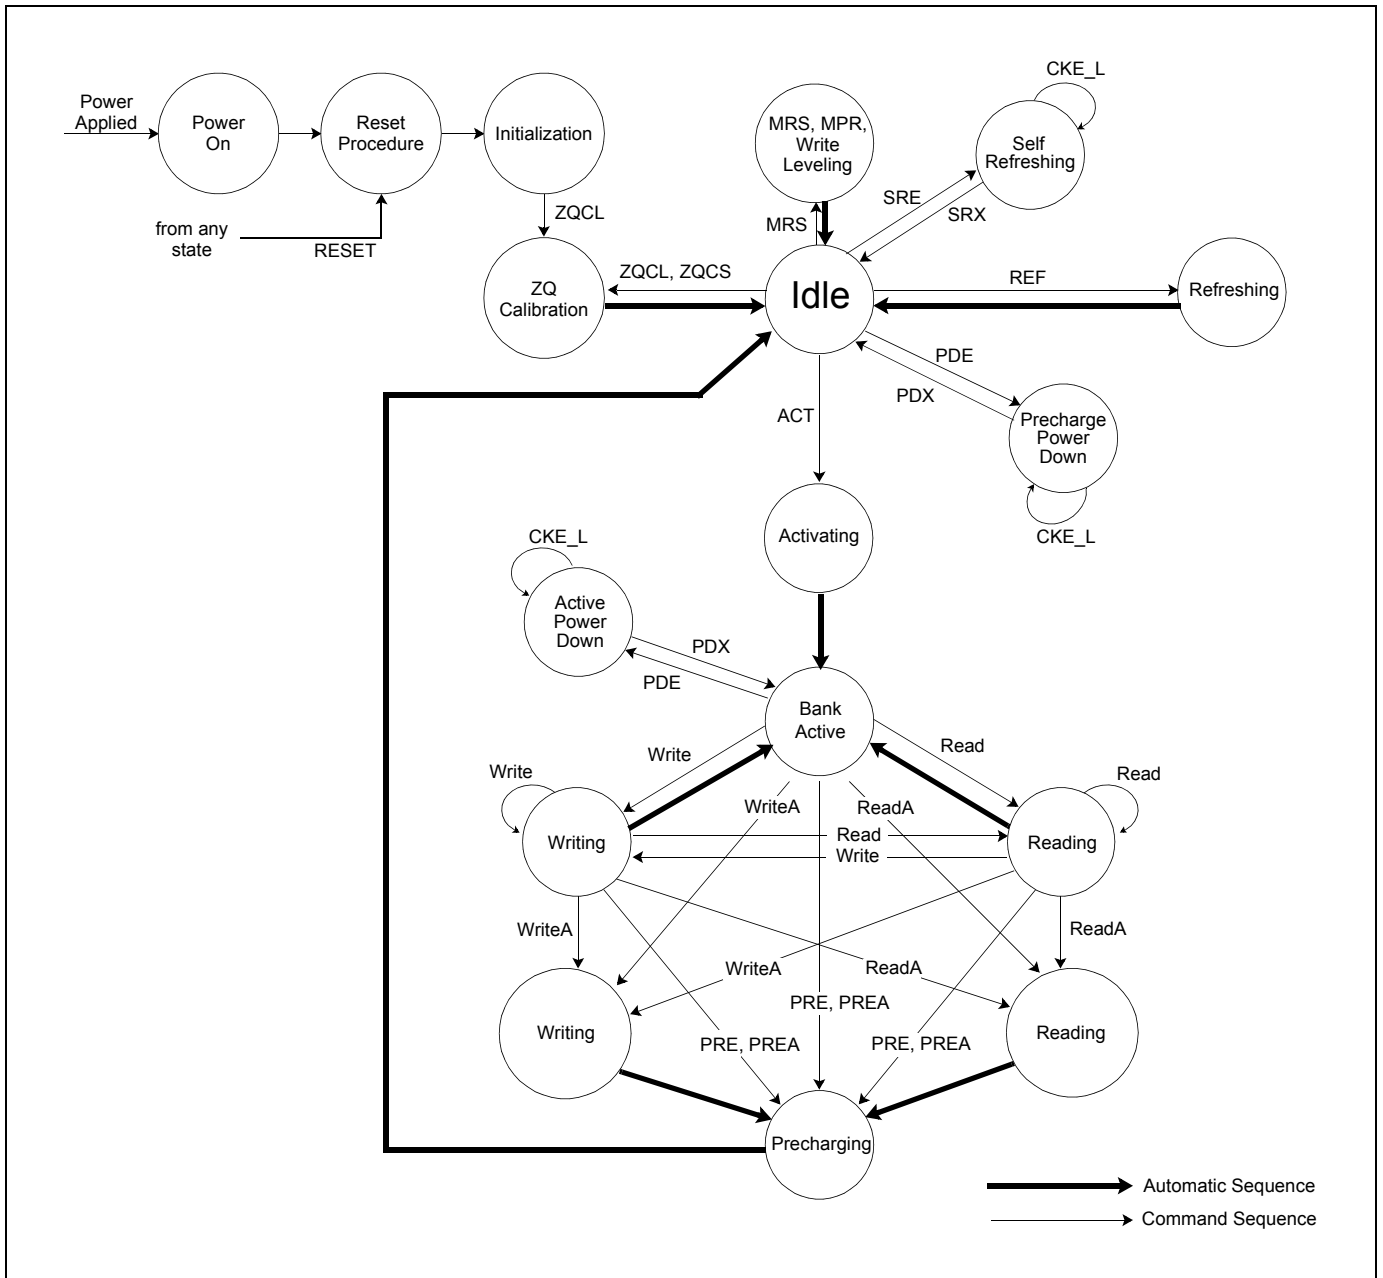 CKE_L
Power
Applied
Power
On
Reset
Procedure
Initialization
MRS, MPR,
Write
Leveling
Self
Refreshing
from any
state
RESET
ZQCL
MRS
SRE
SRX
ZQ
Calibration
ZQCL, ZQCS
Idle
REF
Refreshing
PDE
PDX
ACT
Precharge
Power
Down
CKE_L
Activating
CKE_L
Active
Power
Down
PDX
PDE
Bank
Active
Write
Read
Write
Read
WriteA
ReadA
Writing
Read
Write
Reading
WriteA
ReadA
WriteA
ReadA
PRE, PREA
Writing
Reading
PRE, PREA
PRE, PREA
Precharging
Automatic Sequence
Command Sequence